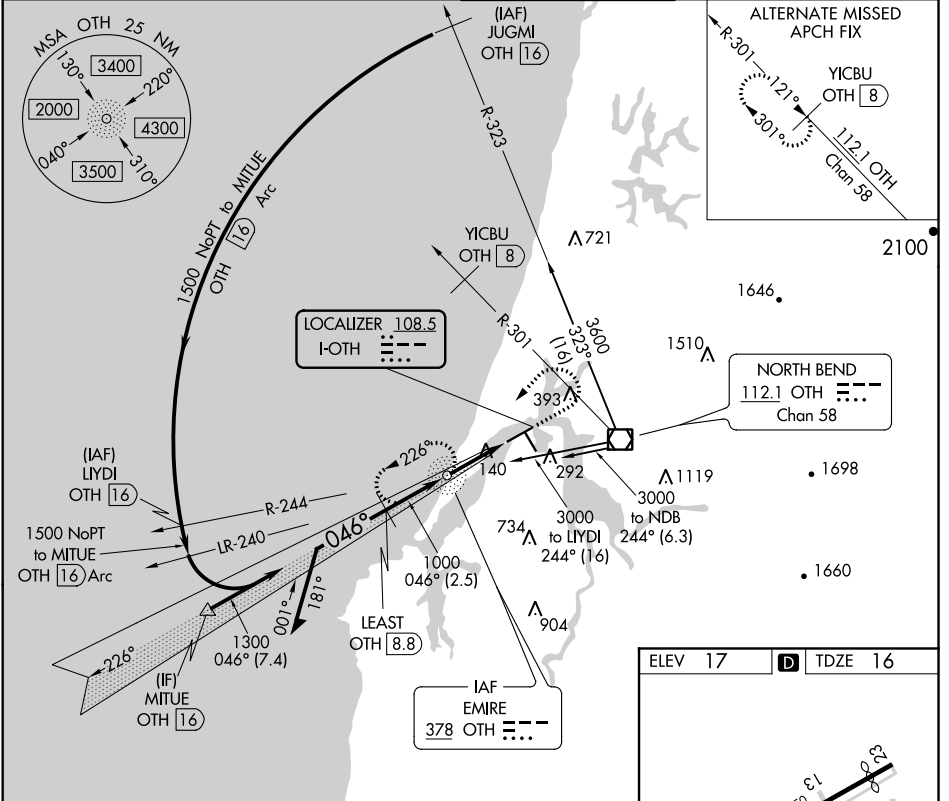 MSA OTH 25 NM
130°
3400
220°
2000
4300
040°
3500
310°
(IAF)
JUGMI
OTH 16
R-323
1500 NoPT to MITUE
OTH 16 Arc
ALTERNATE MISSED
APCH FIX
R-301
121°
301°
YICBU
OTH 8
112.1 OTH
Chan 58
2100
721
YICBU
OTH 8
R-301
3600
323°
(16)
1646
1510
LOCALIZER 108.5
I-OTH
NORTH BEND
112.1 OTH
Chan 58
393
(IAF)
LIYDI
OTH 16
226°
140
292
1119
1698
R-244
LR-240
046°
1500 NoPT
to MITUE
OTH 16 Arc
734
3000
to LIYDI
244° (16)
3000
to NDB
244° (6.3)
1000
046° (2.5)
1660
001°
181°
LEAST
OTH 8.8
904
1300
046° (7.4)
226°
(IF)
MITUE
OTH 16
IAF
EMIRE
378 OTH
ELEV 17
D
TDZE 16
13
23